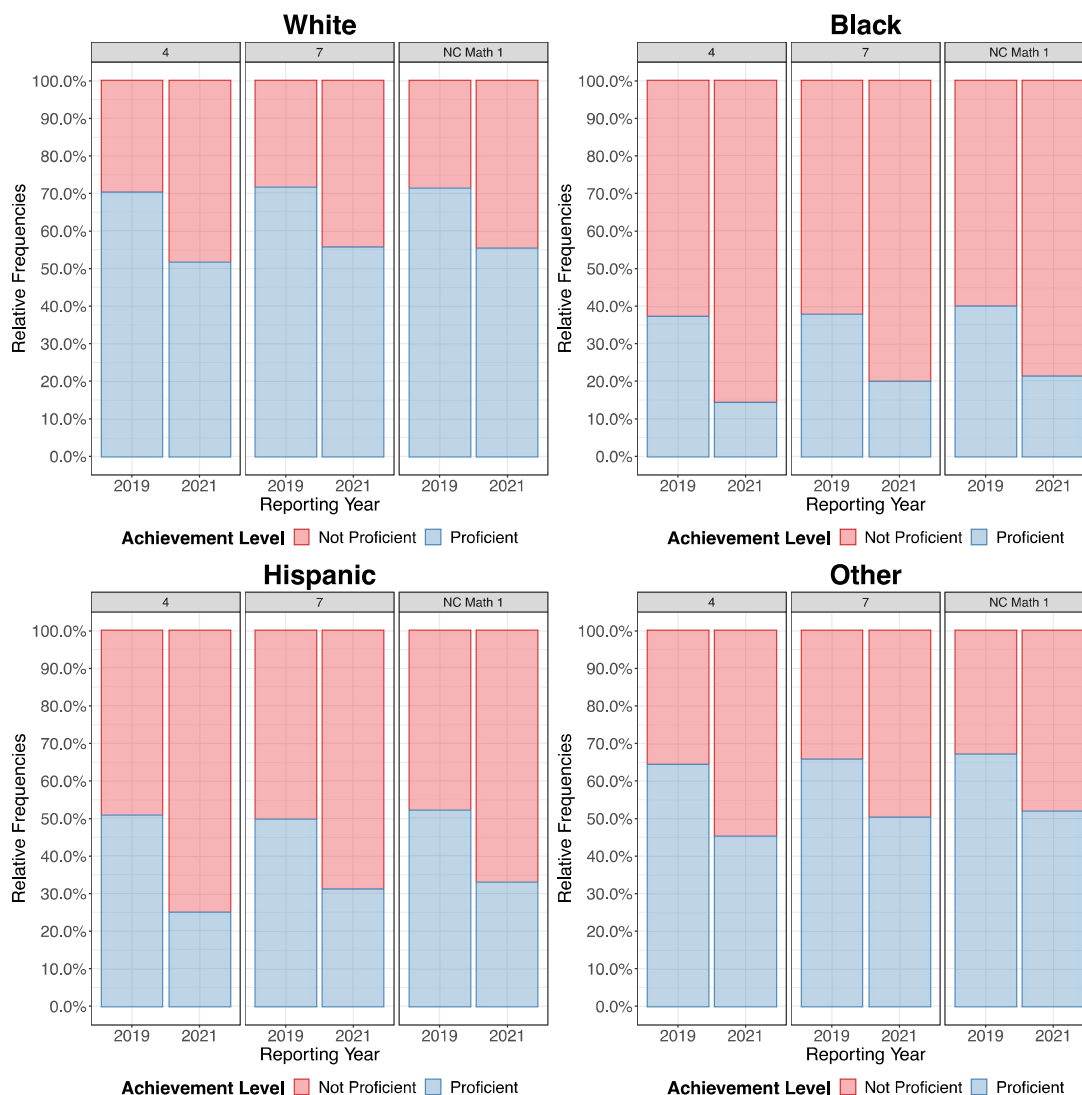 White
4 7 NC Math 1
Relative Frequencies
100.0%
90.0%
80.0%
70.0%
60.0%
50.0%
40.0%
30.0%
20.0%
10.0%
0.0%
2019 2021 2019 2021 2019 2021
Reporting Year
Achievement Level Not Proficient Proficient
Black
4 7 NC Math 1
Relative Frequencies
100.0%
90.0%
80.0%
70.0%
60.0%
50.0%
40.0%
30.0%
20.0%
10.0%
0.0%
2019 2021 2019 2021 2019 2021
Reporting Year
Achievement Level Not Proficient Proficient
Hispanic
4 7 NC Math 1
Relative Frequencies
100.0%
90.0%
80.0%
70.0%
60.0%
50.0%
40.0%
30.0%
20.0%
10.0%
0.0%
2019 2021 2019 2021 2019 2021
Reporting Year
Achievement Level Not Proficient Proficient
Other
4 7 NC Math 1
Relative Frequencies
100.0%
90.0%
80.0%
70.0%
60.0%
50.0%
40.0%
30.0%
20.0%
10.0%
0.0%
2019 2021 2019 2021 2019 2021
Reporting Year
Achievement Level Not Proficient Proficient